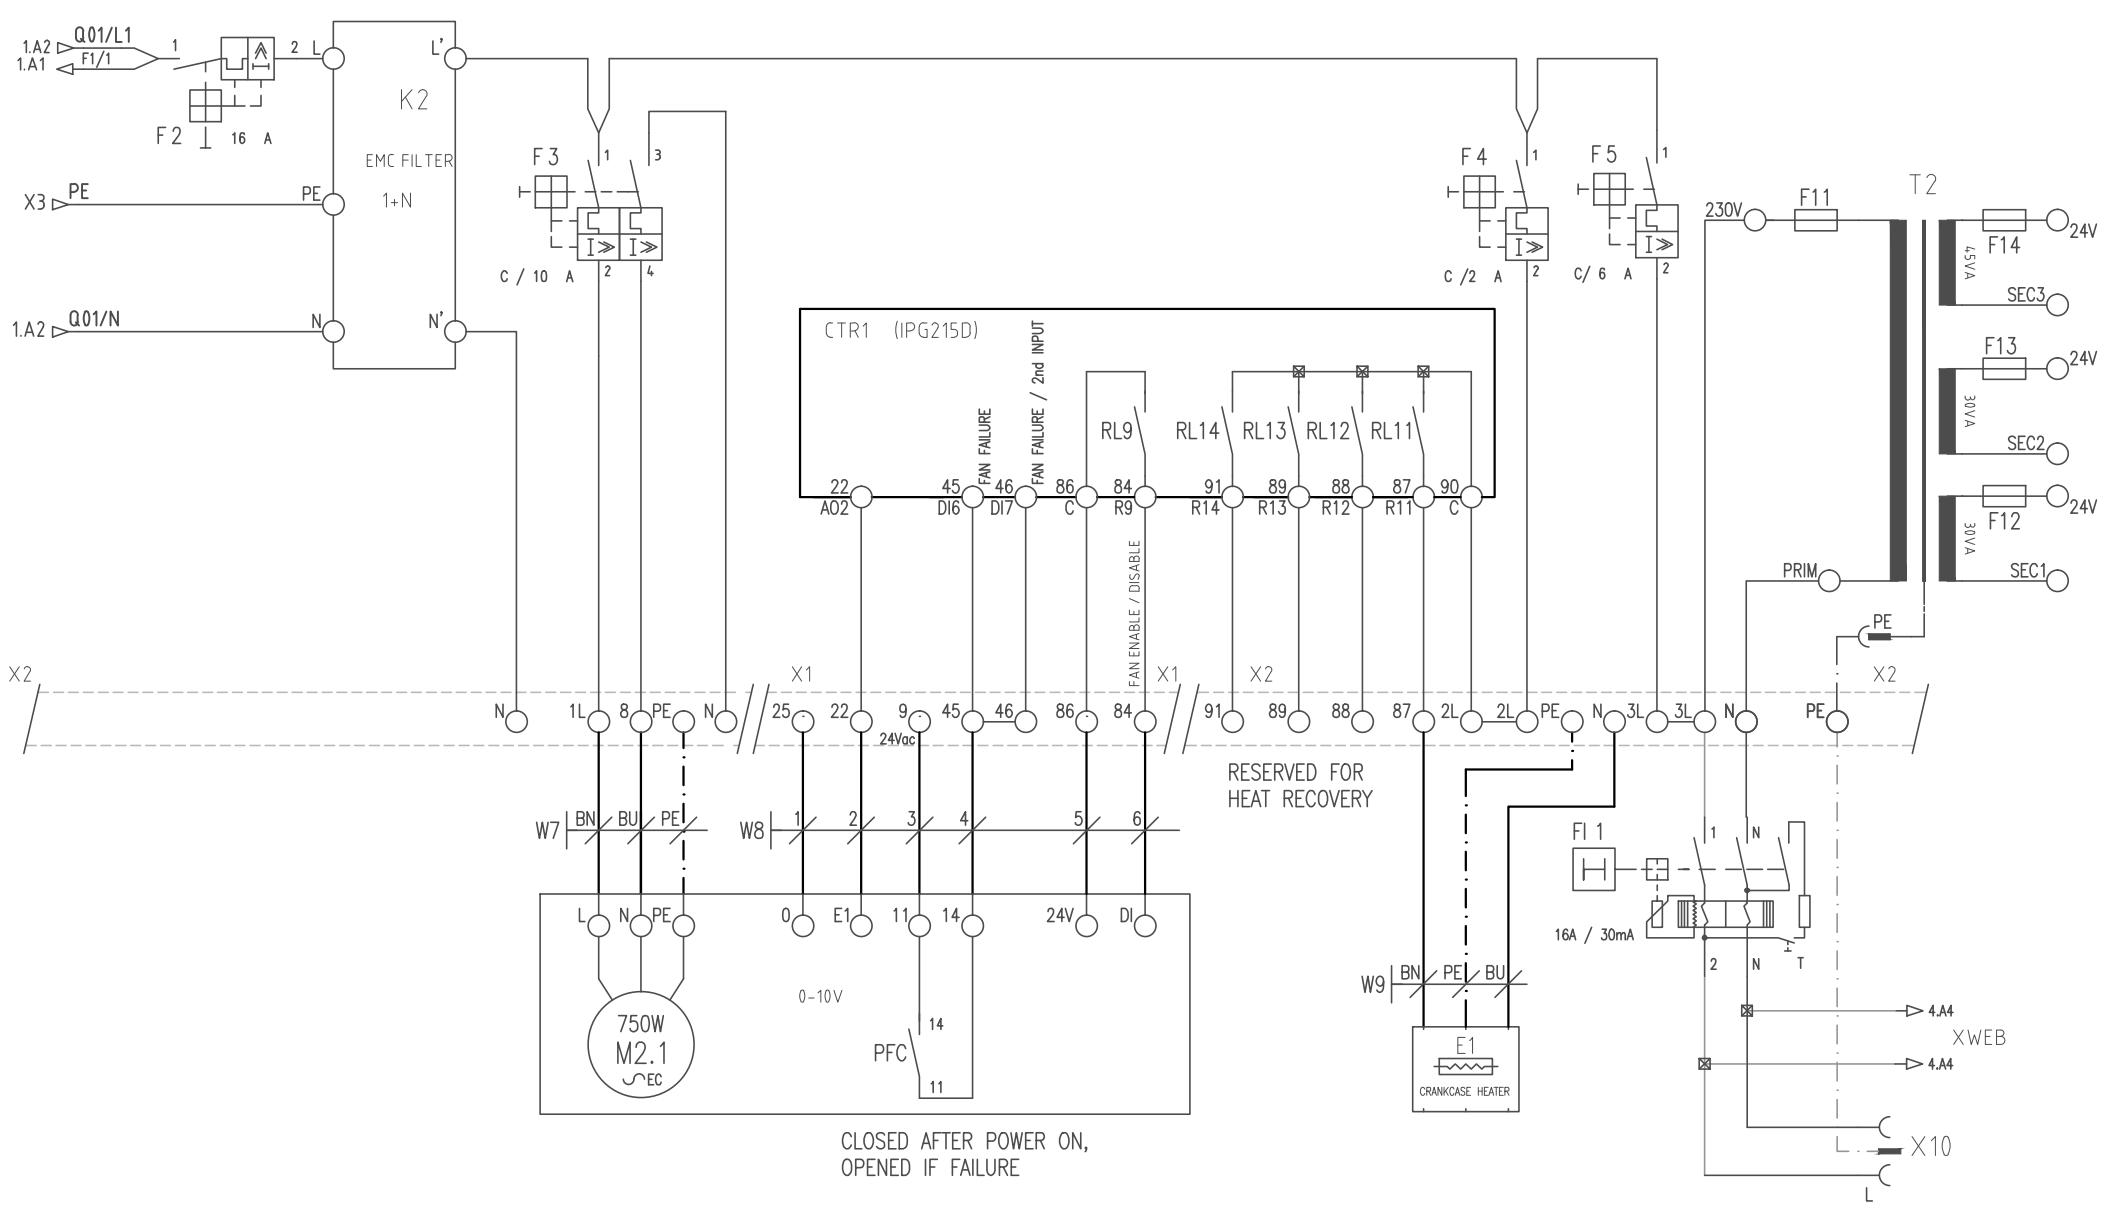 1.A2 Q01/L1
1.A1 F1/1
1
2 L
L'
F2 16 A
K2
EMC FILTER
1+N
X3 PE
PE
1.A2 Q01/N
N
N'
F3
1 3
I I
2 4
C / 10 A
F4
1
I
2
C /2 A
F5
1
I
2
C/ 6 A
230V
F11
T2
F14
24V
45VA
SEC3
F13
24V
30VA
SEC2
F12
24V
30VA
SEC1
PRIM
PE
CTR1 (IPG215D)
FAN FAILURE
FAN FAILURE / 2nd INPUT
RL9 RL14 RL13 RL12 RL11
22 45 46 86 84 91 89 88 87 90
AO2 DI6 DI7 C R9 R14 R13 R12 R11 C
FAN ENABLE / DISABLE
X2 X1 X1 X2 X2
N 1L 8 PE N 25 22 9 45 46 86 84 91 89 88 87 2L 2L PE N 3L 3L N PE
24Vac
RESERVED FOR
HEAT RECOVERY
W7 BN BU PE
W8 1 2 3 4 5 6
L N PE 0 E1 11 14 24V DI
0-10V
750W
M2.1
EC
PFC
14
11
CLOSED AFTER POWER ON,
OPENED IF FAILURE
W9 BN PE BU
E1
CRANKCASE HEATER
FI 1
1 N
16A / 30mA
2 N T
4.A4
XWEB
4.A4
X10
L